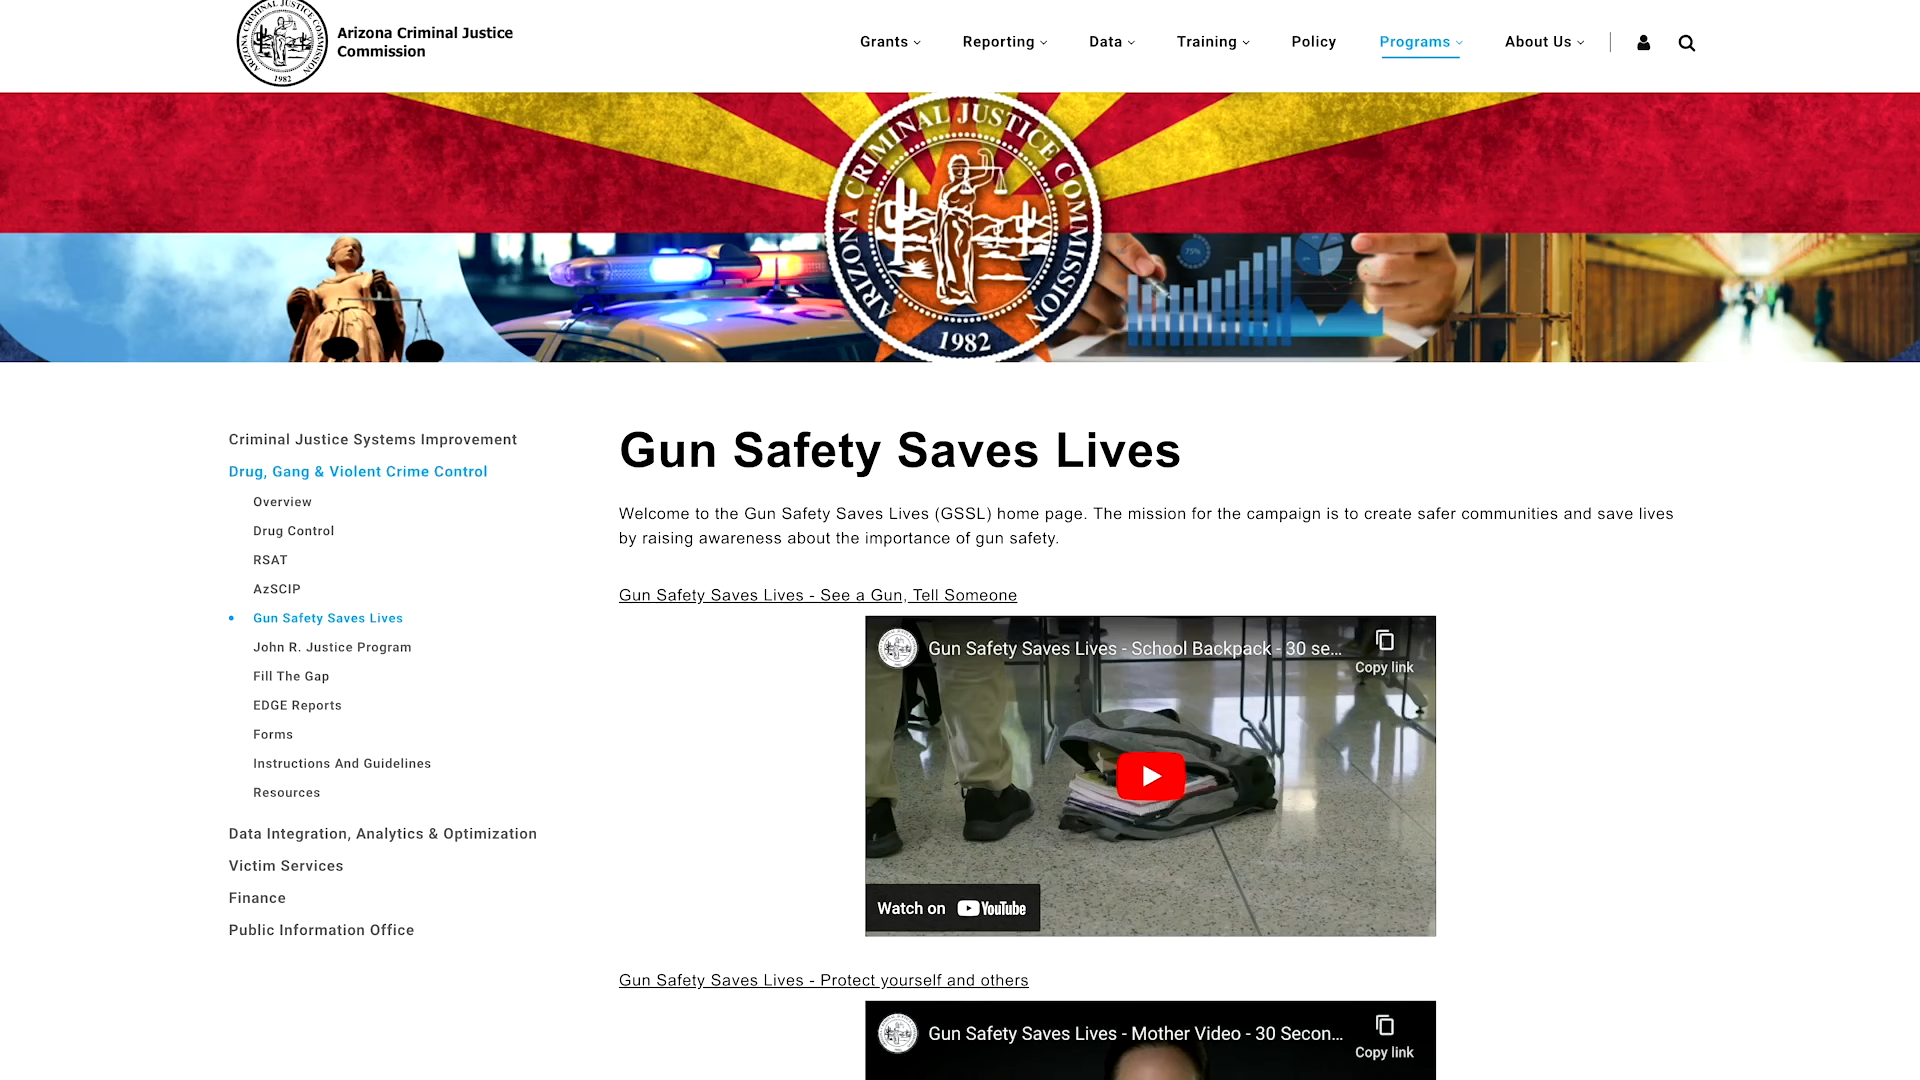 ARIZONA CRIMINAL JUSTICE COMMISSION
1982
Arizona Criminal Justice
Commission
Grants
Reporting
Data
Training
Policy
Programs
About Us
ARIZONA CRIMINAL JUSTICE COMMISSION
75%
1982
Criminal Justice Systems Improvement
Drug, Gang & Violent Crime Control
Overview
Drug Control
RSAT
AzSCIP
Gun Safety Saves Lives
John R. Justice Program
Fill The Gap
EDGE Reports
Forms
Instructions And Guidelines
Resources
Data Integration, Analytics & Optimization
Victim Services
Finance
Public Information Office
Gun Safety Saves Lives
Welcome to the Gun Safety Saves Lives (GSSL) home page. The mission for the campaign is to create safer communities and save lives
by raising awareness about the importance of gun safety.
Gun Safety Saves Lives - See a Gun, Tell Someone
Gun Safety Saves Lives - School Backpack - 30 se...
Copy link
Watch on YouTube
Gun Safety Saves Lives - Protect yourself and others
Gun Safety Saves Lives - Mother Video - 30 Secon...
Copy link